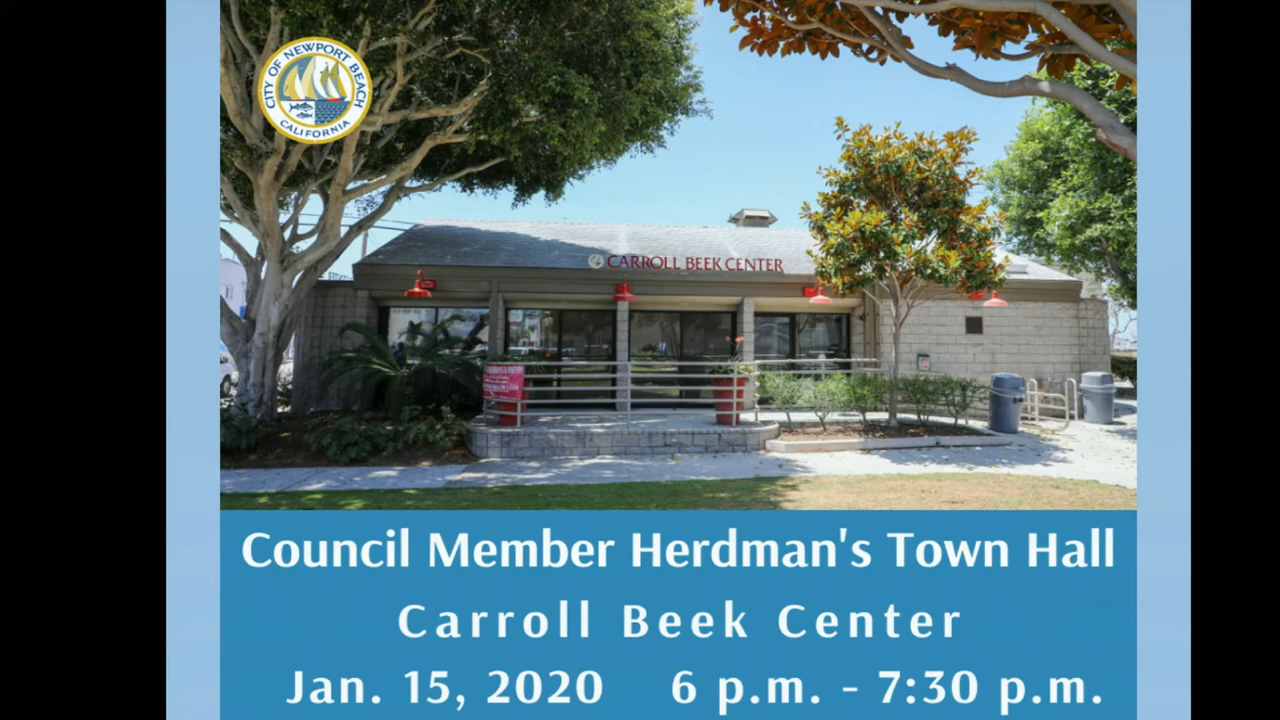 CITY OF NEWPORT BEACH
CALIFORNIA
CARROLL BEEK CENTER
Council Member Herdman's Town Hall
Carroll Beek Center
Jan. 15, 2020 6 p.m. - 7:30 p.m.